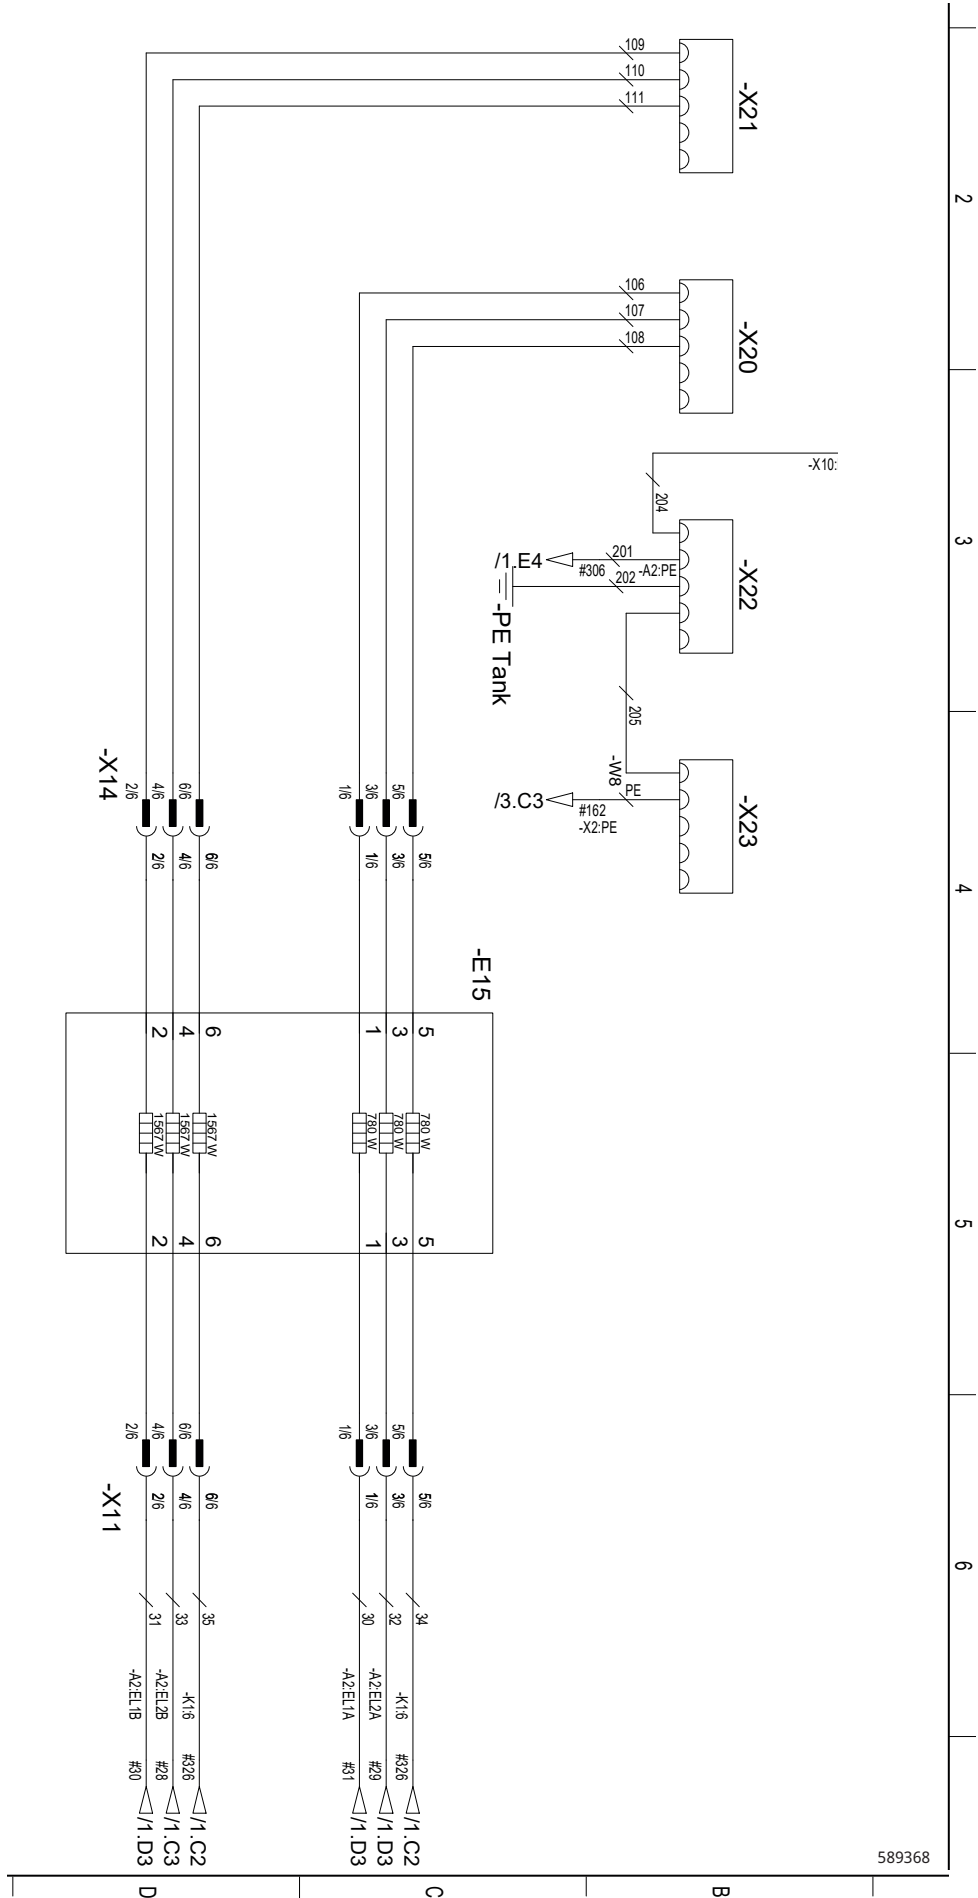 109
110
111
-X21
2
106
107
108
-X20
-X10:
204
/1.E4
201
#306
-A2:PE
202
-PE Tank
-X22
3
205
-W8
PE
/3.C3
#162
-X2:PE
-X23
-X14
2/6
4/6
6/6
1/6
3/6
5/6
2/6
4/6
6/6
1/6
3/6
5/6
4
-E15
2
4
6
1
3
5
1567 W
1567 W
1567 W
780 W
780 W
780 W
2
4
6
1
3
5
5
2/6
4/6
6/6
1/6
3/6
5/6
-X11
2/6
4/6
6/6
1/6
3/6
5/6
6
31
33
35
30
32
34
-A2:EL1B
-A2:EL2B
-K1:6
-A2:EL1A
-A2:EL2A
-K1:6
#30
#28
#326
#31
#29
#326
/1.D3
/1.C3
/1.C2
/1.D3
/1.D3
/1.C2
589368
D
C
B